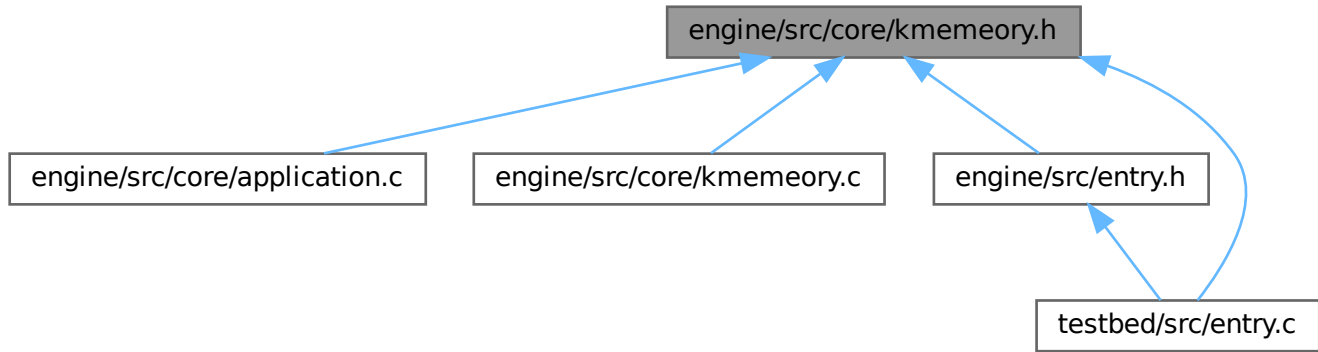 engine/src/core/kmemeory.h
engine/src/core/application.c
engine/src/core/kmemeory.c
engine/src/entry.h
testbed/src/entry.c